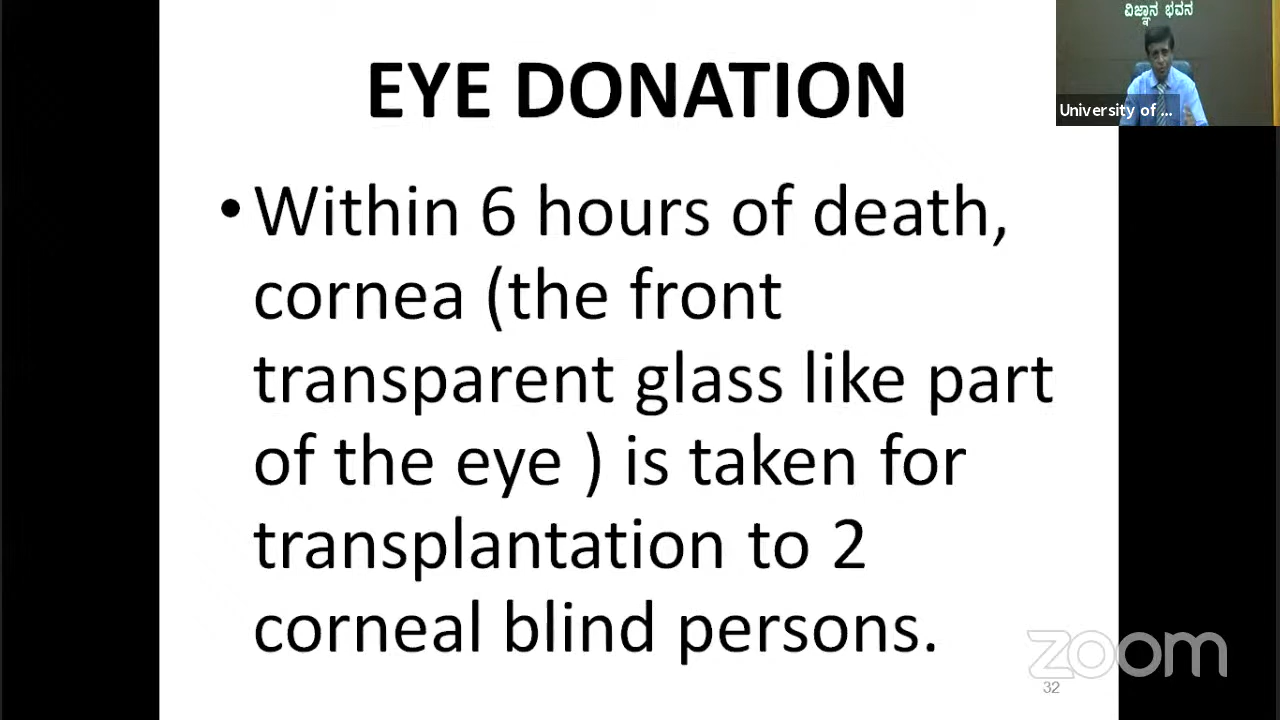 ವಿಜ್ಞಾನ ಭವನ
University of ...
EYE DONATION
• Within 6 hours of death,
cornea (the front
transparent glass like part
of the eye ) is taken for
transplantation to 2
corneal blind persons.
zoom
32